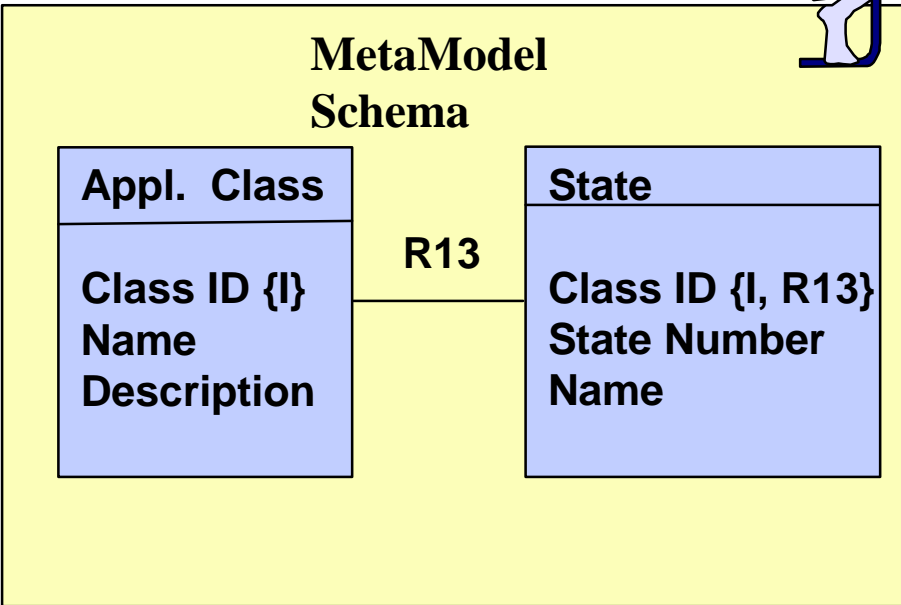 MetaModel
Schema
Appl. Class
Class ID {I}
Name
Description
R13
State
Class ID {I, R13}
State Number
Name